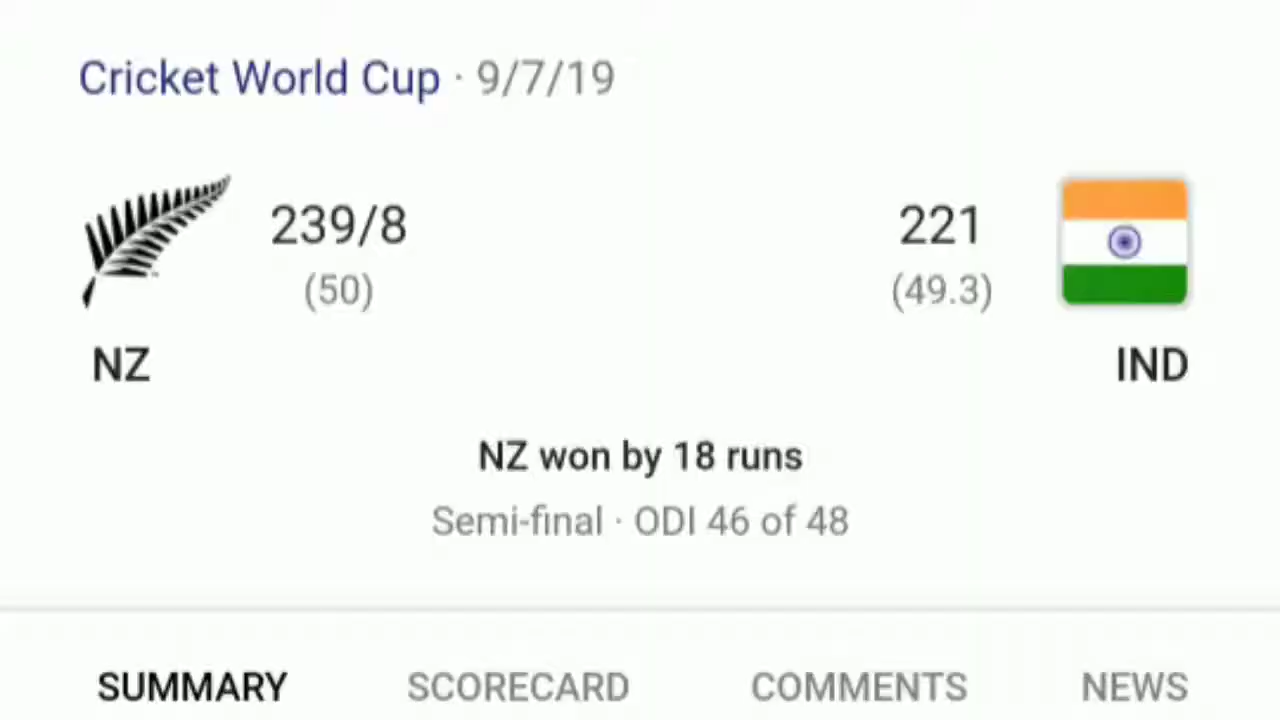 Cricket World Cup · 9/7/19
239/8 221
(50) (49.3)
NZ IND
NZ won by 18 runs
Semi-final · ODI 46 of 48
SUMMARY SCORECARD COMMENTS NEWS